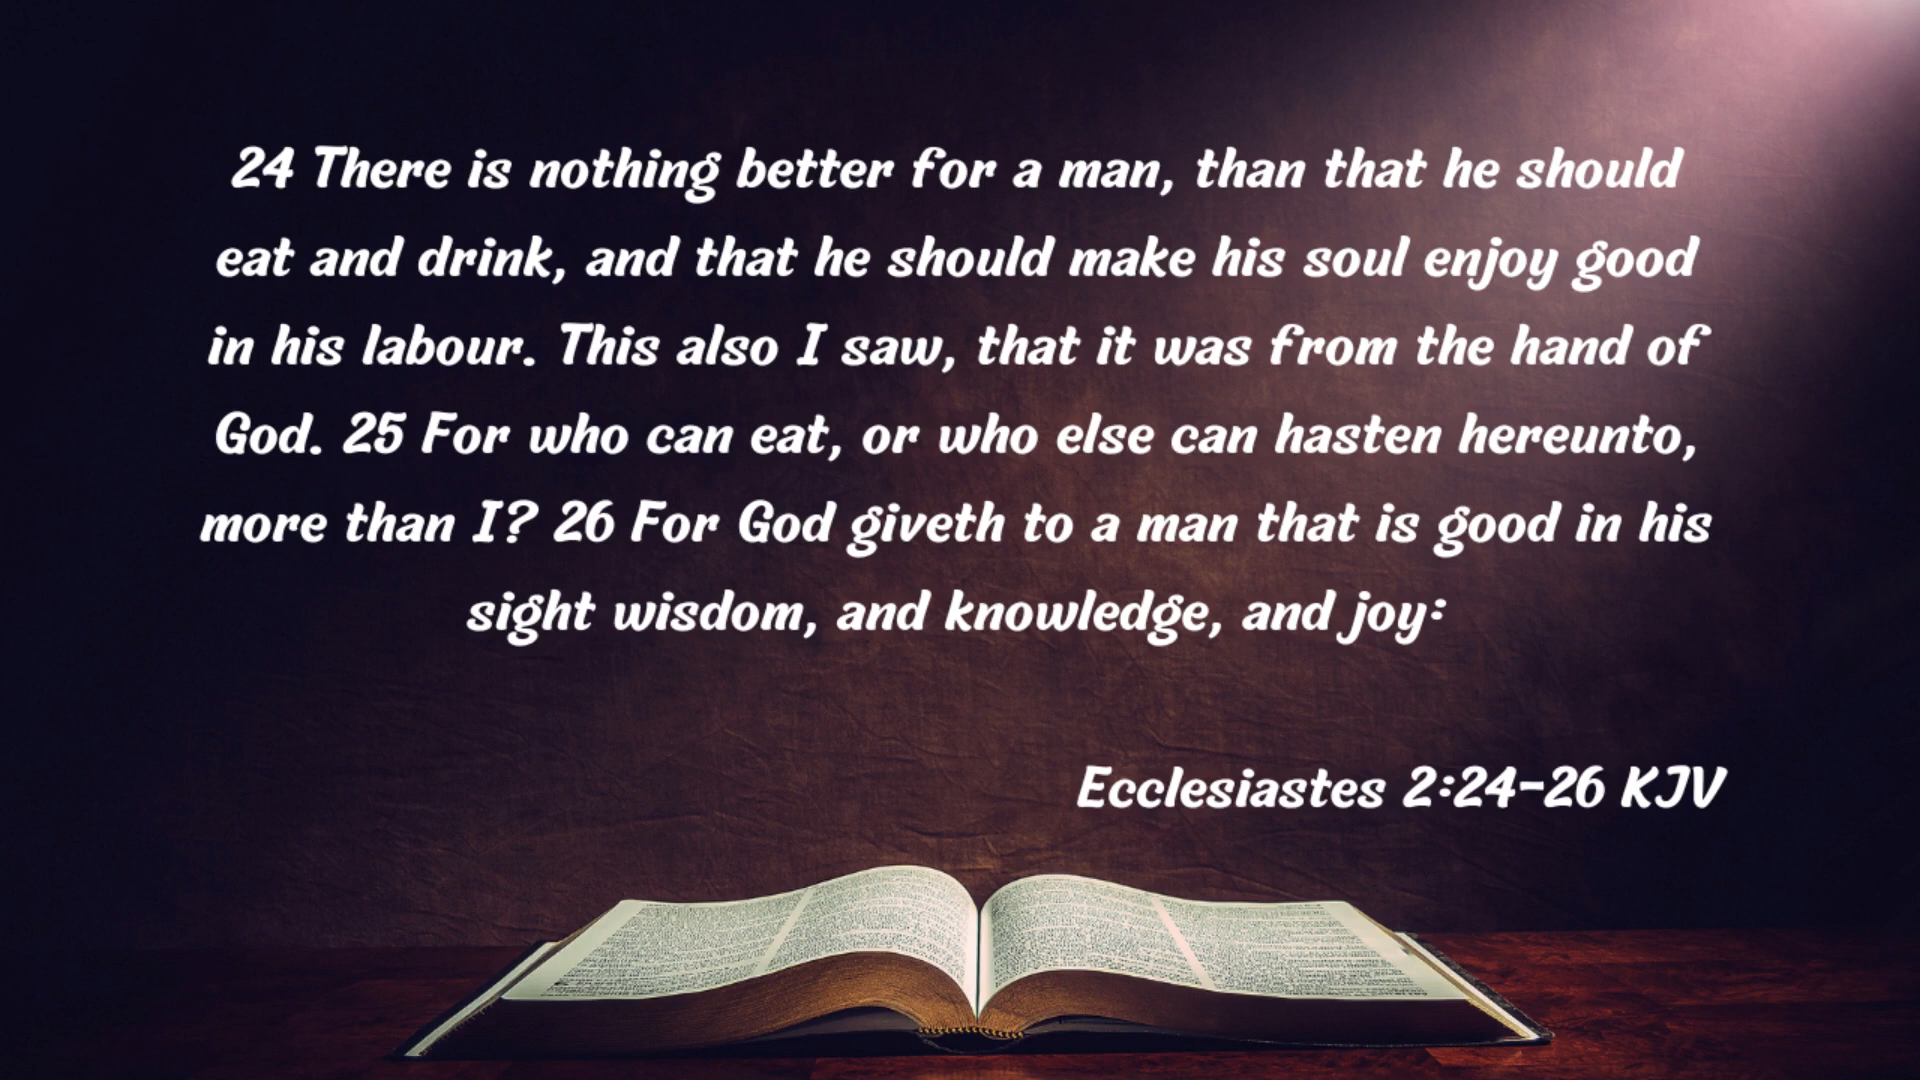 24 There is nothing better for a man, than that he should
eat and drink, and that he should make his soul enjoy good
in his labour. This also I saw, that it was from the hand of
God. 25 For who can eat, or who else can hasten hereunto,
more than I? 26 For God giveth to a man that is good in his
sight wisdom, and knowledge, and joy:
Ecclesiastes 2:24-26 KJV